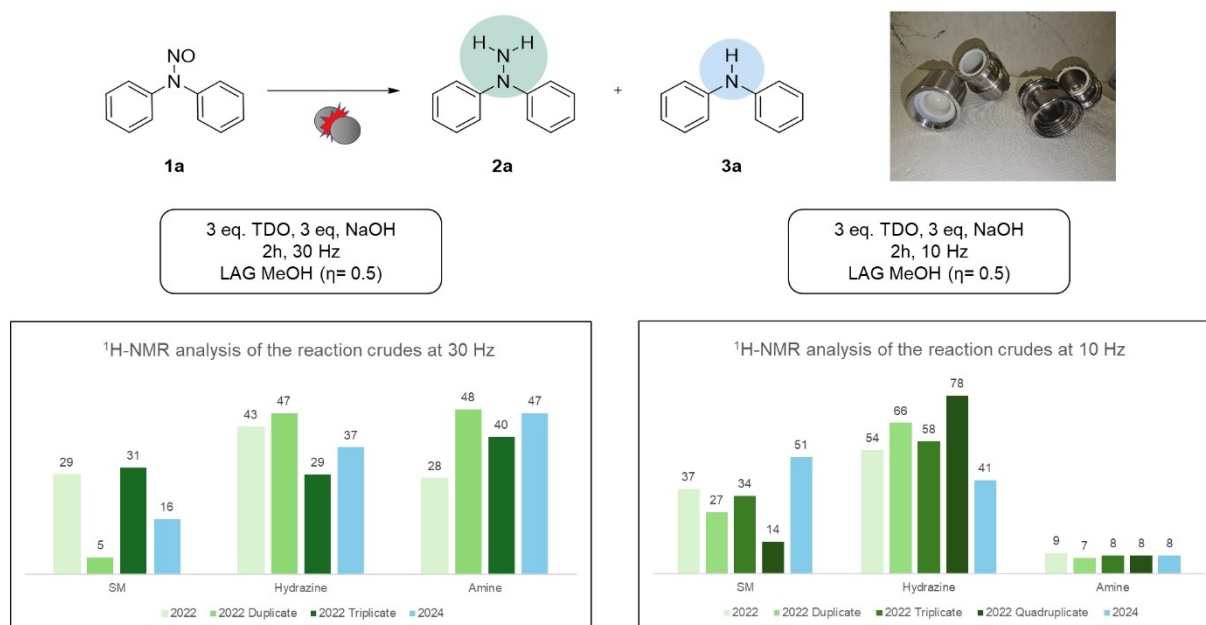 NO
N
1a
H H
N
N
2a
+
H
N
3a
3 eq. TDO, 3 eq, NaOH
2h, 30 Hz
LAG MeOH (η= 0.5)
3 eq. TDO, 3 eq, NaOH
2h, 10 Hz
LAG MeOH (η= 0.5)
¹H-NMR analysis of the reaction crudes at 30 Hz
29
5
31
16
43
47
29
37
28
48
40
47
SM Hydrazine Amine
2022 2022 Duplicate 2022 Triplicate 2024
¹H-NMR analysis of the reaction crudes at 10 Hz
37
27
34
14
51
54
66
58
78
41
9
7
8
8
8
SM Hydrazine Amine
2022 2022 Duplicate 2022 Triplicate 2022 Quadruplicate 2024